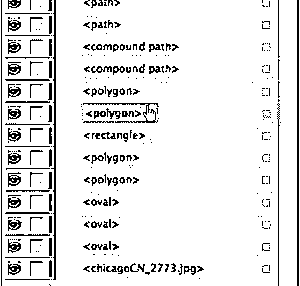 <path>
<path>
<compound path>
<compound path>
<polygon>
<polygon>
<rectangle>
<polygon>
<polygon>
<oval>
<oval>
<oval>
<chicagoCN_2773.jpg>